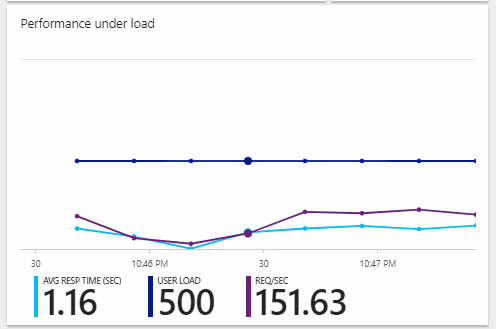 Performance under load
30 10:46 PM 30 10:47 PM
AVG RESP TIME (SEC) USER LOAD REQ/SEC
1.16 500 151.63